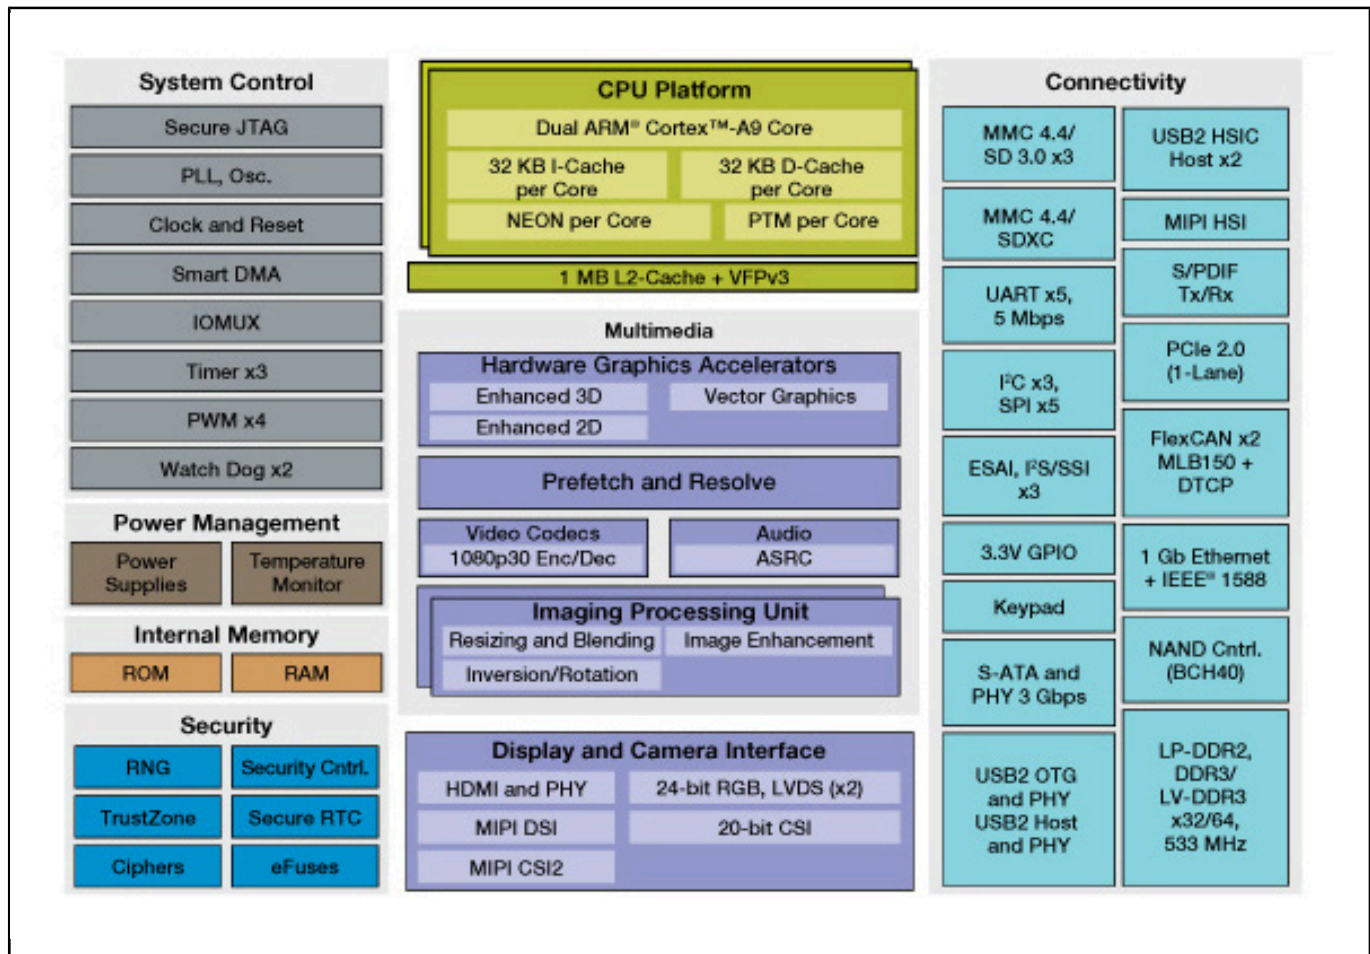 System Control
Secure JTAG
PLL, Osc.
Clock and Reset
Smart DMA
IOMUX
Timer x3
PWM x4
Watch Dog x2
Power Management
Power
Supplies
Temperature
Monitor
Internal Memory
ROM
RAM
Security
RNG
Security Cntrl.
TrustZone
Secure RTC
Ciphers
eFuses
CPU Platform
Dual ARM® Cortex™-A9 Core
32 KB I-Cache
per Core
32 KB D-Cache
per Core
NEON per Core
PTM per Core
1 MB L2-Cache + VFPv3
Multimedia
Hardware Graphics Accelerators
Enhanced 3D
Vector Graphics
Enhanced 2D
Prefetch and Resolve
Video Codecs
1080p30 Enc/Dec
Audio
ASRC
Imaging Processing Unit
Resizing and Blending
Image Enhancement
Inversion/Rotation
Display and Camera Interface
HDMI and PHY
24-bit RGB, LVDS (x2)
MIPI DSI
20-bit CSI
MIPI CSI2
Connectivity
MMC 4.4/
SD 3.0 x3
MMC 4.4/
SDXC
UART x5,
5 Mbps
I²C x3,
SPI x5
ESAI, I²S/SSI
x3
3.3V GPIO
Keypad
S-ATA and
PHY 3 Gbps
USB2 OTG
and PHY
USB2 Host
and PHY
USB2 HSIC
Host x2
MIPI HSI
S/PDIF
Tx/Rx
PCIe 2.0
(1-Lane)
FlexCAN x2
MLB150 +
DTCP
1 Gb Ethernet
+ IEEE® 1588
NAND Cntrl.
(BCH40)
LP-DDR2,
DDR3/
LV-DDR3
x32/64,
533 MHz